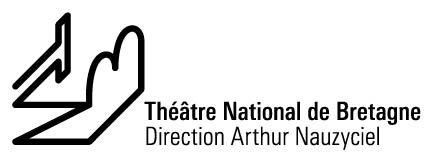 Théâtre National de Bretagne
Direction Arthur Nauzyciel